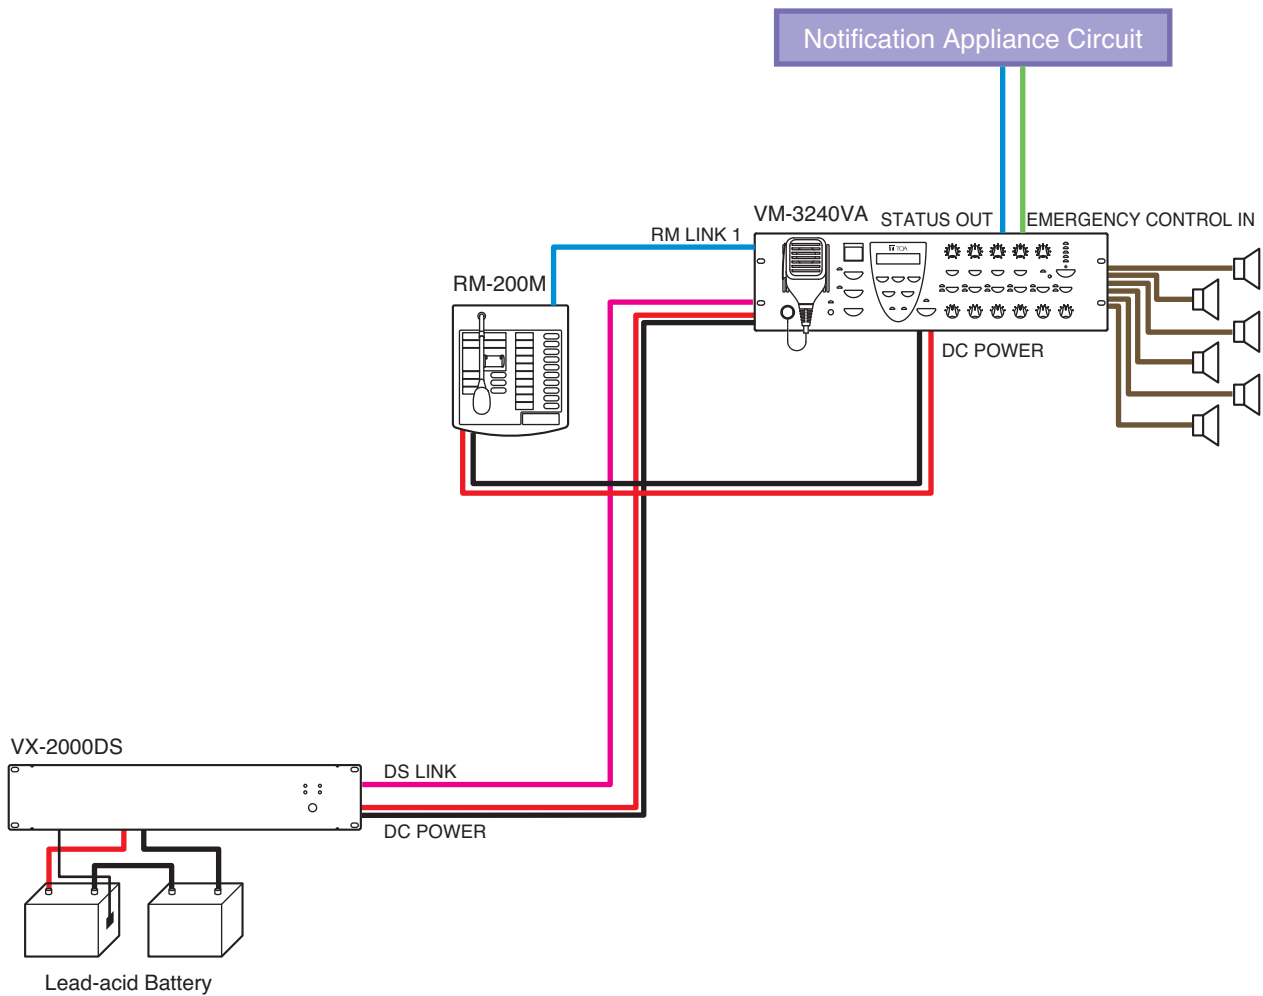 Notification Appliance Circuit
VM-3240VA
STATUS OUT
EMERGENCY CONTROL IN
RM LINK 1
TOA
RM-200M
DC POWER
VX-2000DS
DS LINK
DC POWER
Lead-acid Battery